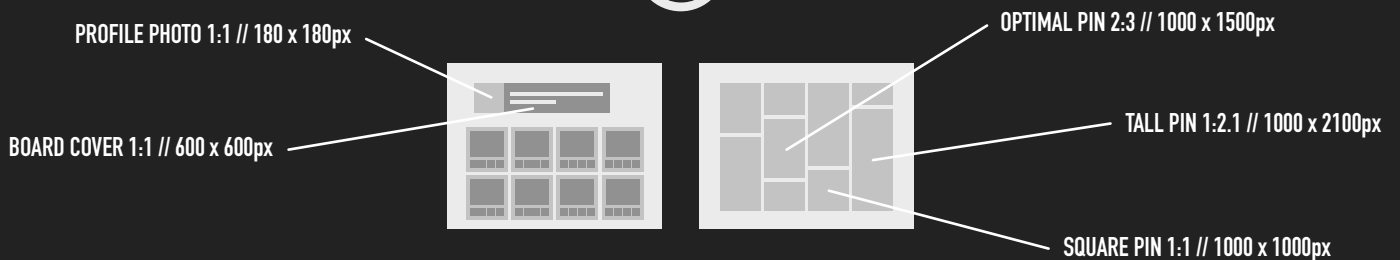 PROFILE PHOTO 1:1 // 180 x 180px
OPTIMAL PIN 2:3 // 1000 x 1500px
BOARD COVER 1:1 // 600 x 600px
TALL PIN 1:2.1 // 1000 x 2100px
SQUARE PIN 1:1 // 1000 x 1000px